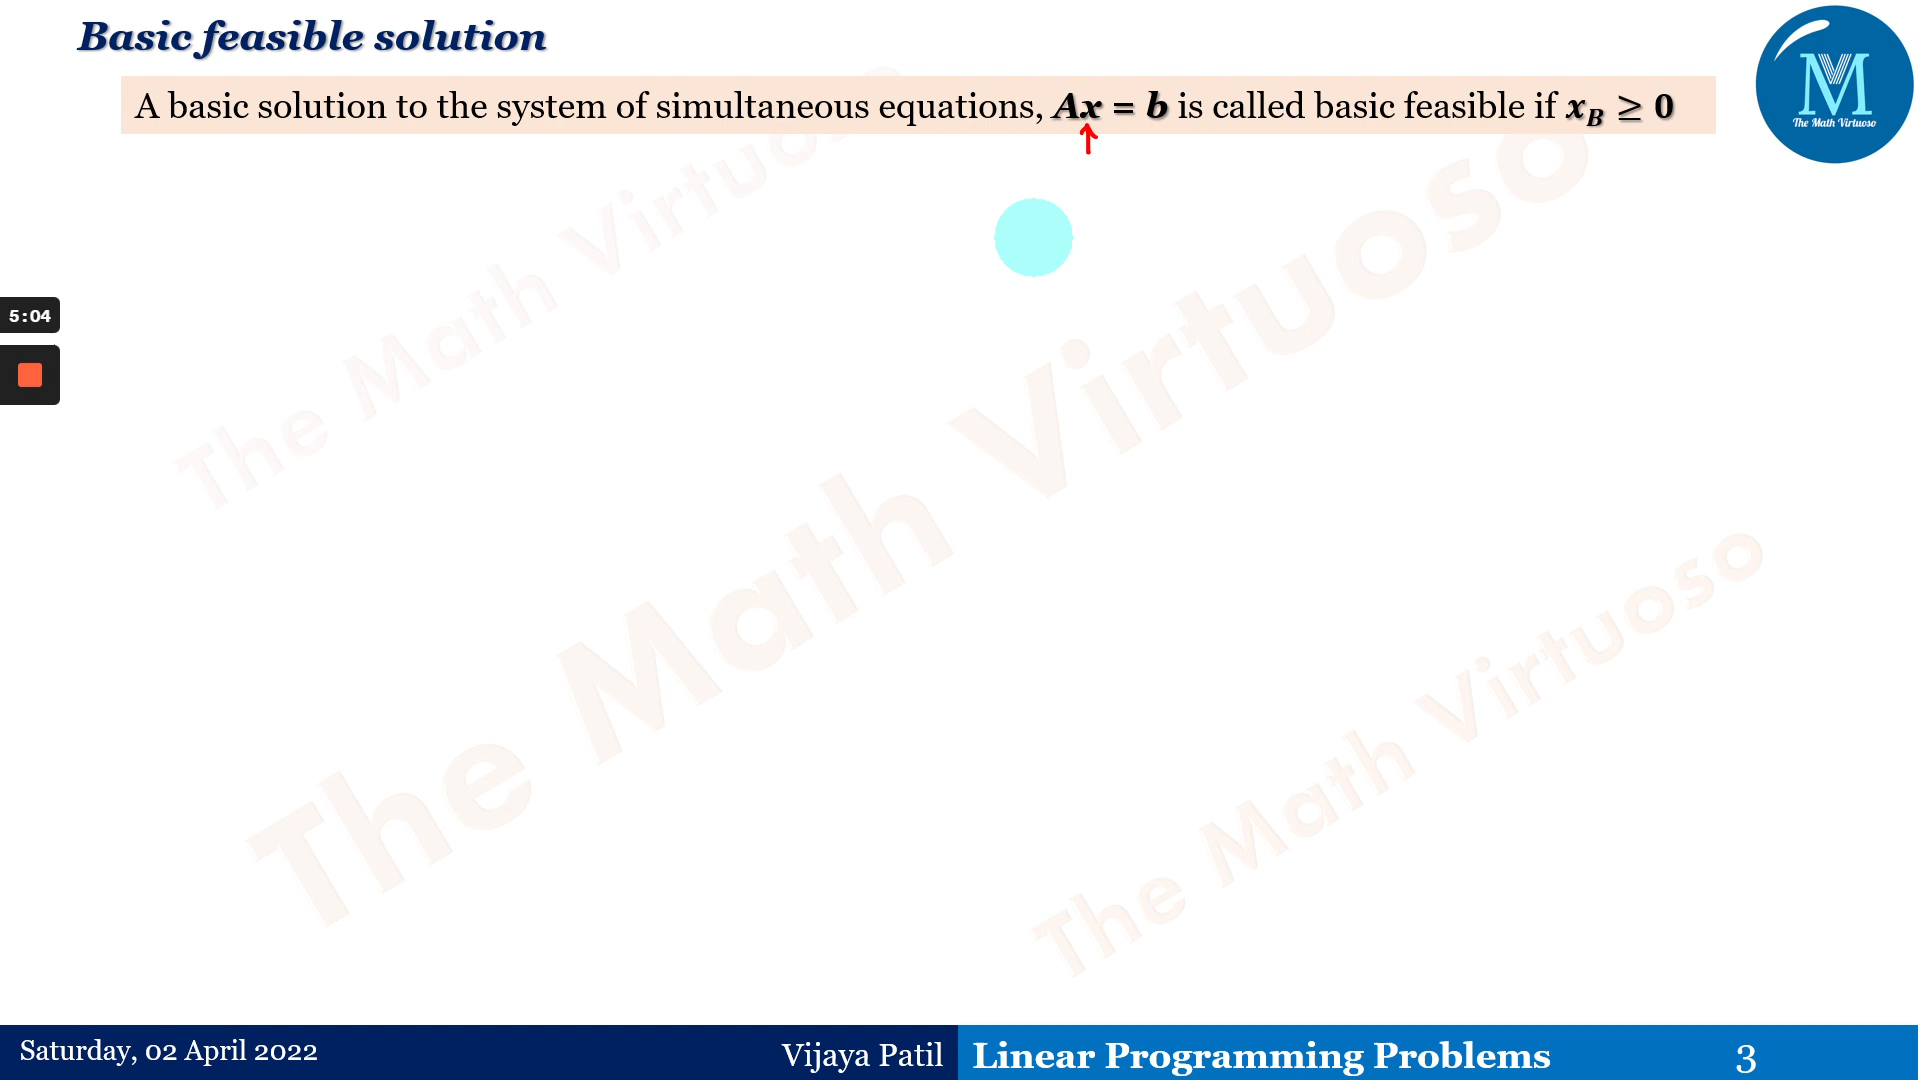 Basic feasible solution
A basic solution to the system of simultaneous equations, Ax = b is called basic feasible if x_B ≥ 0
M
The Math Virtuoso
The Math Virtuoso
The Math Virtuoso
The Math Virtuoso
5:04
Saturday, 02 April 2022
Vijaya Patil
Linear Programming Problems
3